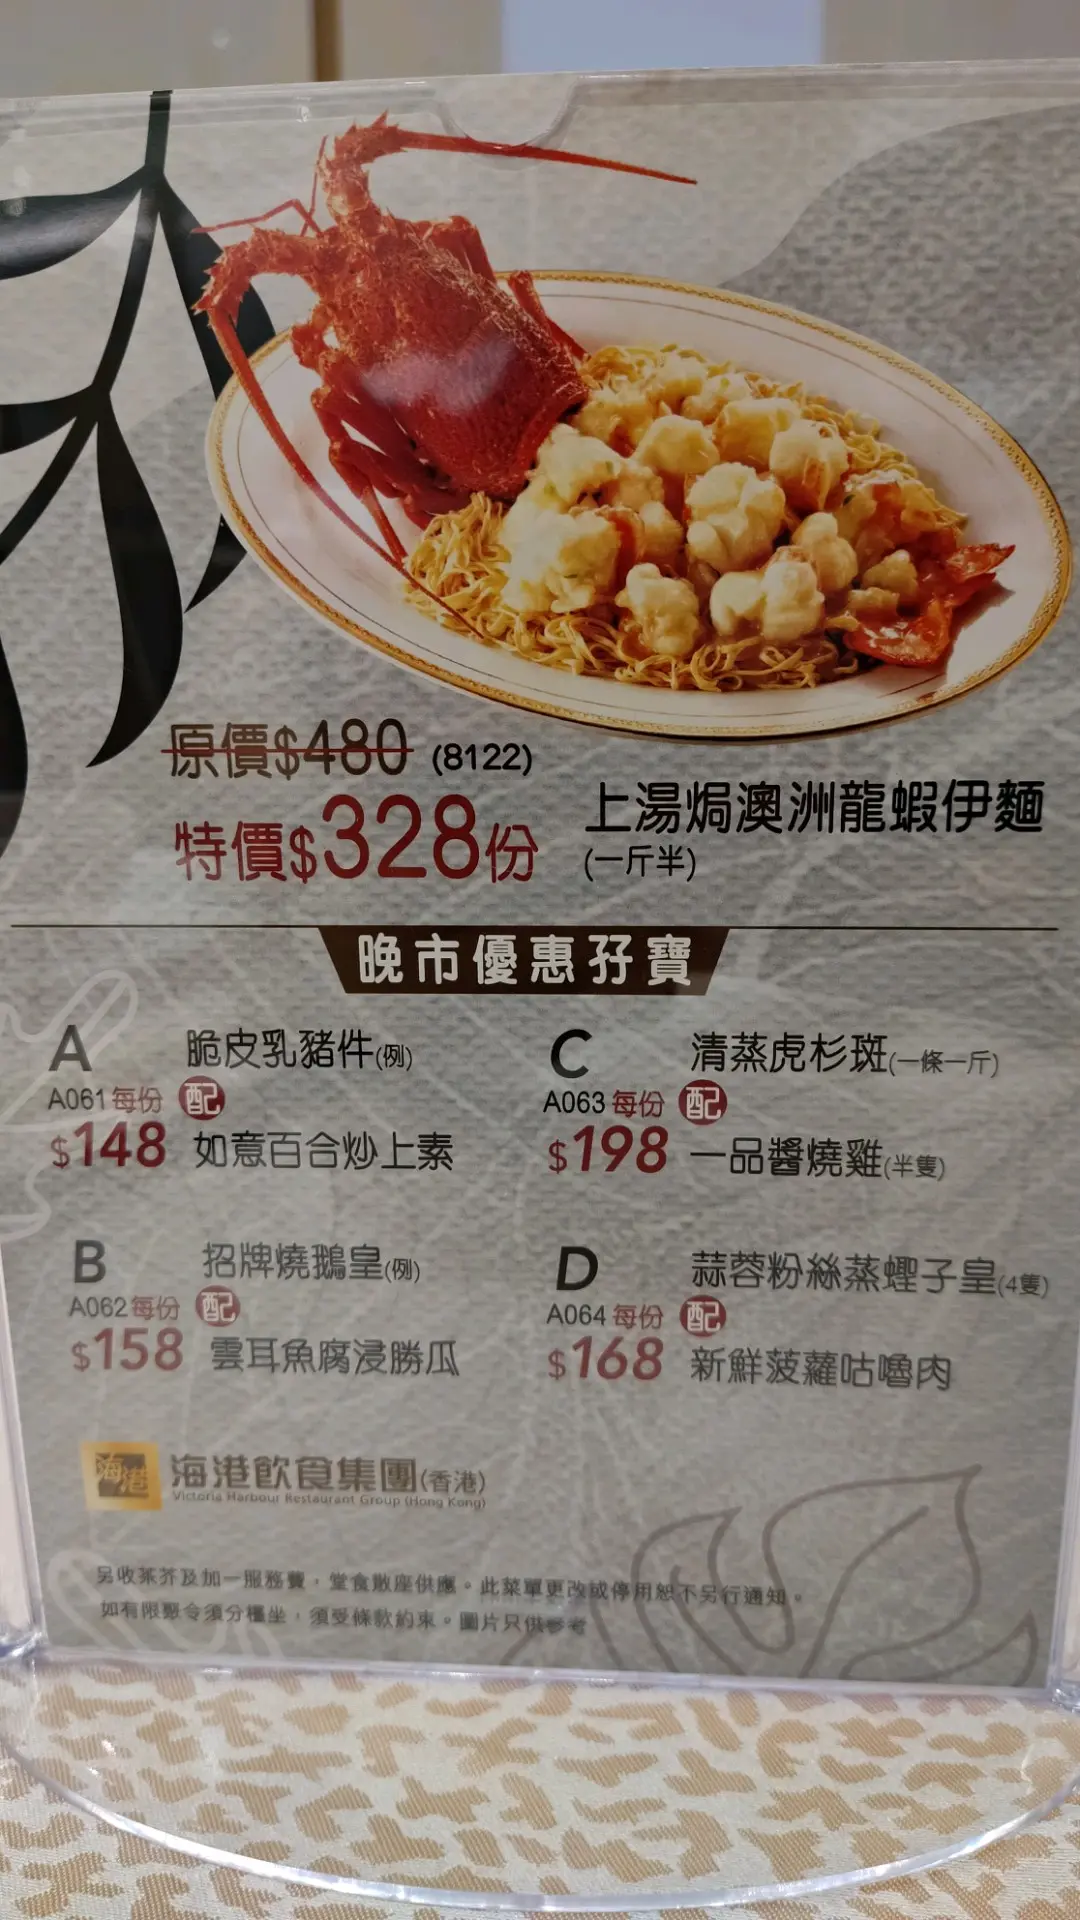 原價$480 (8122)
特價$328份
上湯焗澳洲龍蝦伊麵
(一斤半)
晚市優惠孖寶
A
A061 每份
$148
脆皮乳豬件(例)
配
如意百合炒上素
C
A063 每份
$198
清蒸虎杉斑(一條一斤)
配
一品醬燒雞(半隻)
B
A062 每份
$158
招牌燒鵝皇(例)
配
雲耳魚腐浸勝瓜
D
A064 每份
$168
蒜蓉粉絲蒸蟶子皇(4隻)
配
新鮮菠蘿咕嚕肉
海港
海港飲食集團(香港)
Victoria Harbour Restaurant Group (Hong Kong)
另收茶芥及加一服務費，堂食散座供應。此菜單更改或停用恕不另行通知。
如有限聚令須分檯坐，須受條款約束。圖片只供參考